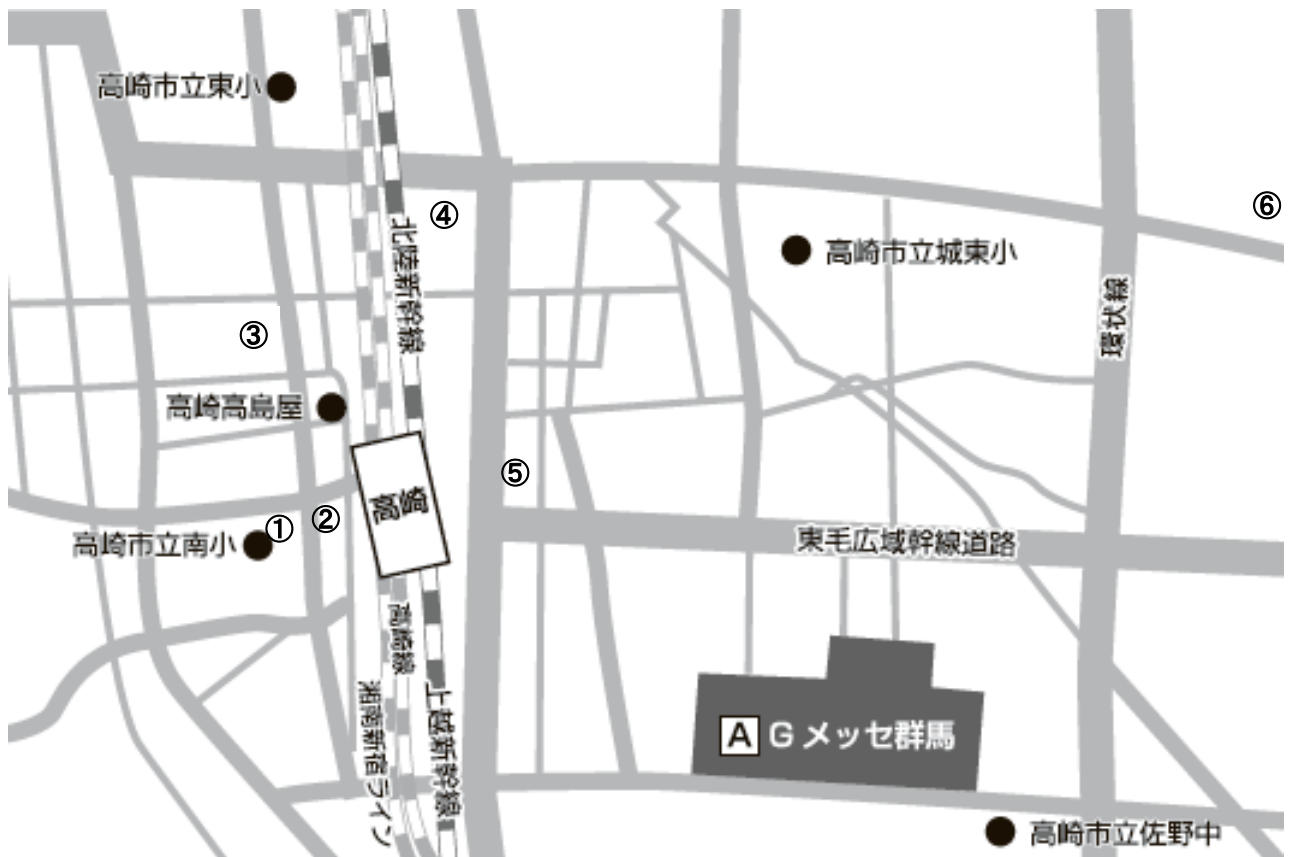 高崎市立東小
④
⑥
北陸新幹線
高崎市立城東小
環状線
③
高崎高島屋
⑤
高崎
①
②
高崎市立南小
東毛広域幹線道路
高崎線
湘南新宿ライン
上越新幹線
A Gメッセ群馬
高崎市立佐野中